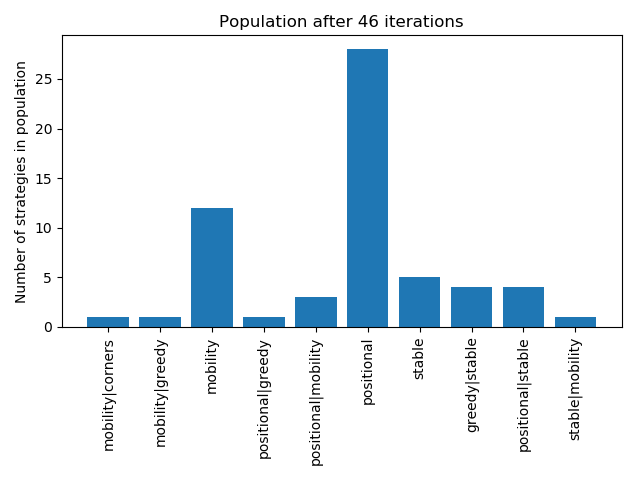 Population after 46 iterations
Number of strategies in population
25
20
15
10
5
0
mobility|corners
mobility|greedy
mobility
positional|greedy
positional|mobility
positional
stable
greedy|stable
positional|stable
stable|mobility